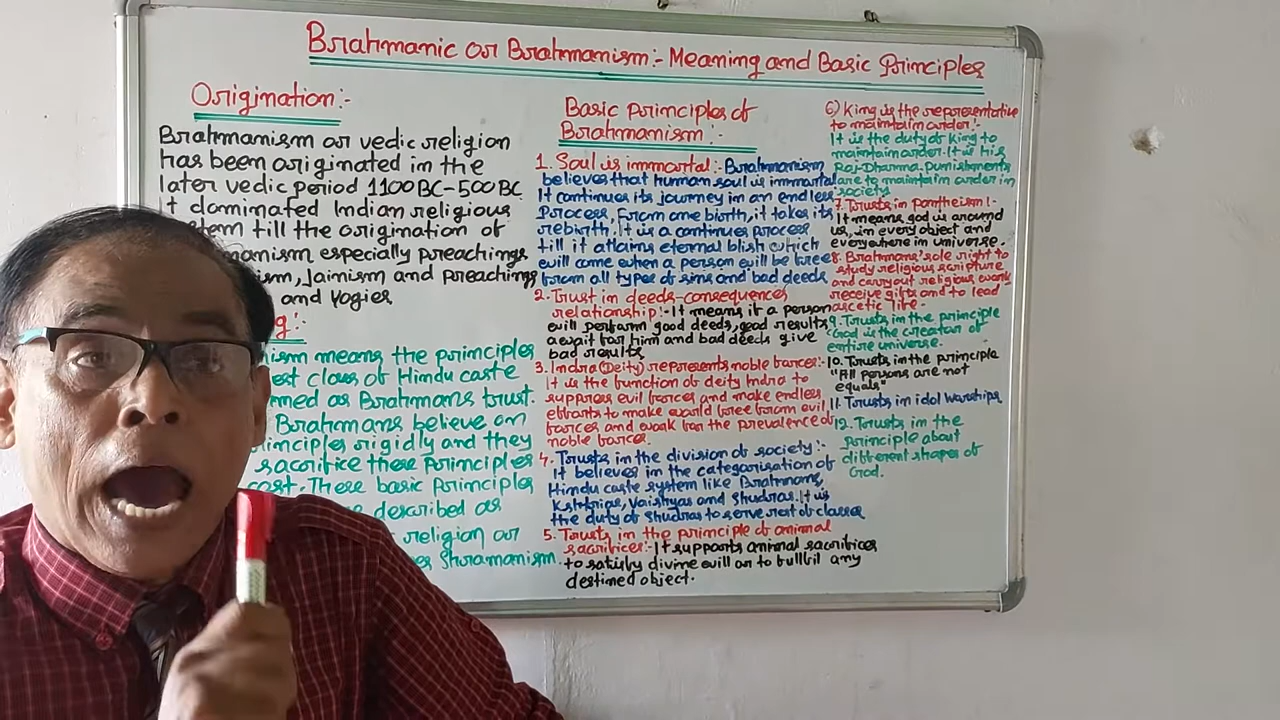 Brahmanic or Brahmanism:- Meaning and Basic Principles
Origination:-
Brahmanism or vedic religion
has been originated in the
later vedic period 1100BC-500BC.
It dominated Indian religious
till the origination of
especially preachings
Jainism and preachings
and Yogies
means the principles
class of Hindu caste
as Brahmans trust.
Brahmans believe on
principles rigidly and they
sacrifice these principles
cost. These basic principles
described as
religion or
Shramanism.
Basic principles of
Brahmanism:-
1. Soul is immortal:- Brahmanism
believes that human soul is immortal
It continues its journey in an endless
process, from one birth, it takes its
rebirth. It is a continues process
till it attains eternal blish which
will come when a person will be free
from all types of sins and bad deeds
2. Trust in deeds-consequences
relationship:- It means if a person
will perform good deeds, good results
await for him and bad deeds give
bad results
3. Indra (Deity) represents noble forces:-
It is the function of deity Indra to
suppress evil forces and make endless
efforts to make world free from evil
forces and work for the prevalence of
noble forces.
4. Trusts in the division of society:-
It believes in the categorisation of
Hindu caste system like Brahmans,
Kshtrias, Vaishyas and Shudras. It is
the duty of Shudras to serve rest of classes
5. Trusts in the principle of animal
sacrifices:- It supports animal sacrifices
to satisfy divine will or to fullfil any
destined object.
6) King is the representative
to maintain order:-
It is the duty of King to
maintain order. It is his
Raj-Dharma. punishments
are to maintain order in
society
7. Trusts in pantheism:-
It means god is around
us, in every object and
everywhere in universe.
8. Brahmans' sole right to
study religious scripture
and carryout religious work
receive gifts and to lead
ascetic life.
9. Trusts in the principle
God is the creator of
entire universe.
10. Trusts in the principle
"All persons are not
equals"
11. Trusts in idol warships
12. Trusts in the
principle about
different shapes of
God.